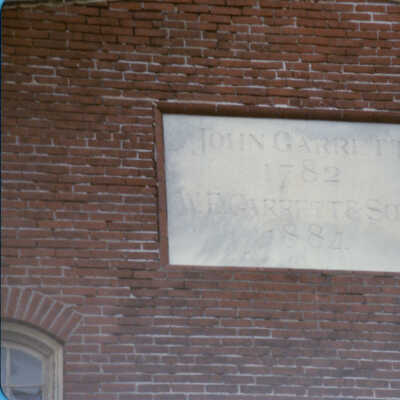 JOHN GARRETT
1782
W. E. GARRETT & SO
1884